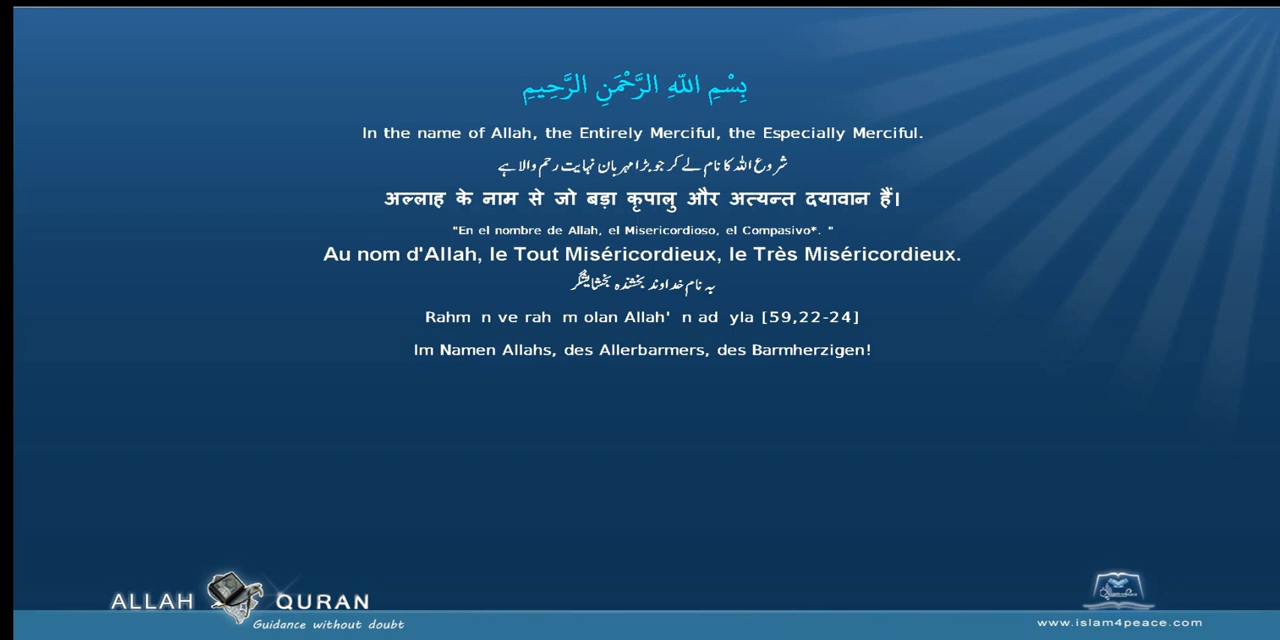 بِسْمِ اللّهِ الرَّحْمَنِ الرَّحِيمِ
In the name of Allah, the Entirely Merciful, the Especially Merciful.
شروع الله کا نام لے کر جو بڑا مہربان نہایت رحم والا ہے
अल्लाह के नाम से जो बड़ा कृपालु और अत्यन्त दयावान हैं।
"En el nombre de Allah, el Misericordioso, el Compasivo*. "
Au nom d'Allah, le Tout Miséricordieux, le Très Miséricordieux.
به نام خداوند بخشنده بخشایشگر
Rahm n ve rah m olan Allah' n ad yla [59,22-24]
Im Namen Allahs, des Allerbarmers, des Barmherzigen!
ALLAH QURAN
Guidance without doubt
www.islam4peace.com